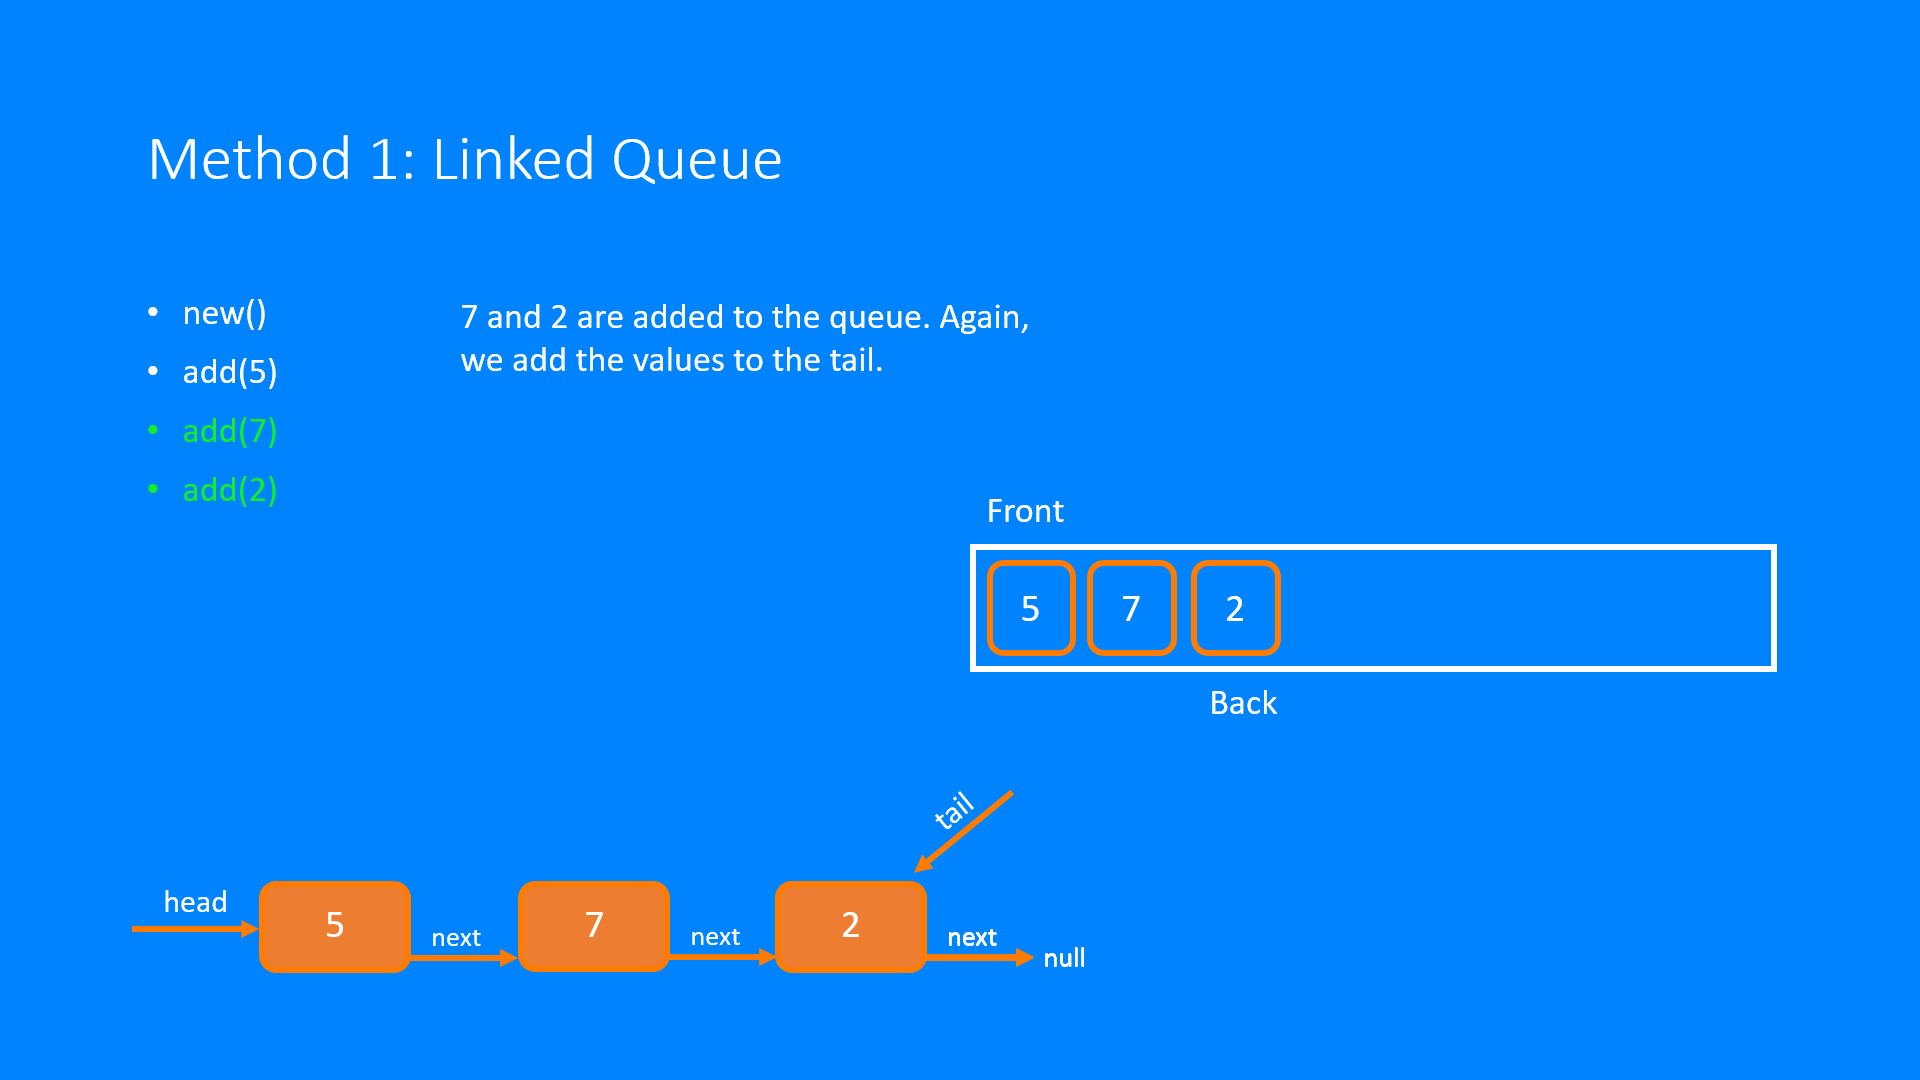 Method 1: Linked Queue
• new()
• add(5)
• add(7)
• add(2)
7 and 2 are added to the queue. Again,
we add the values to the tail.
Front
5 7 2
Back
tail
head
5 7 2
next next next
null